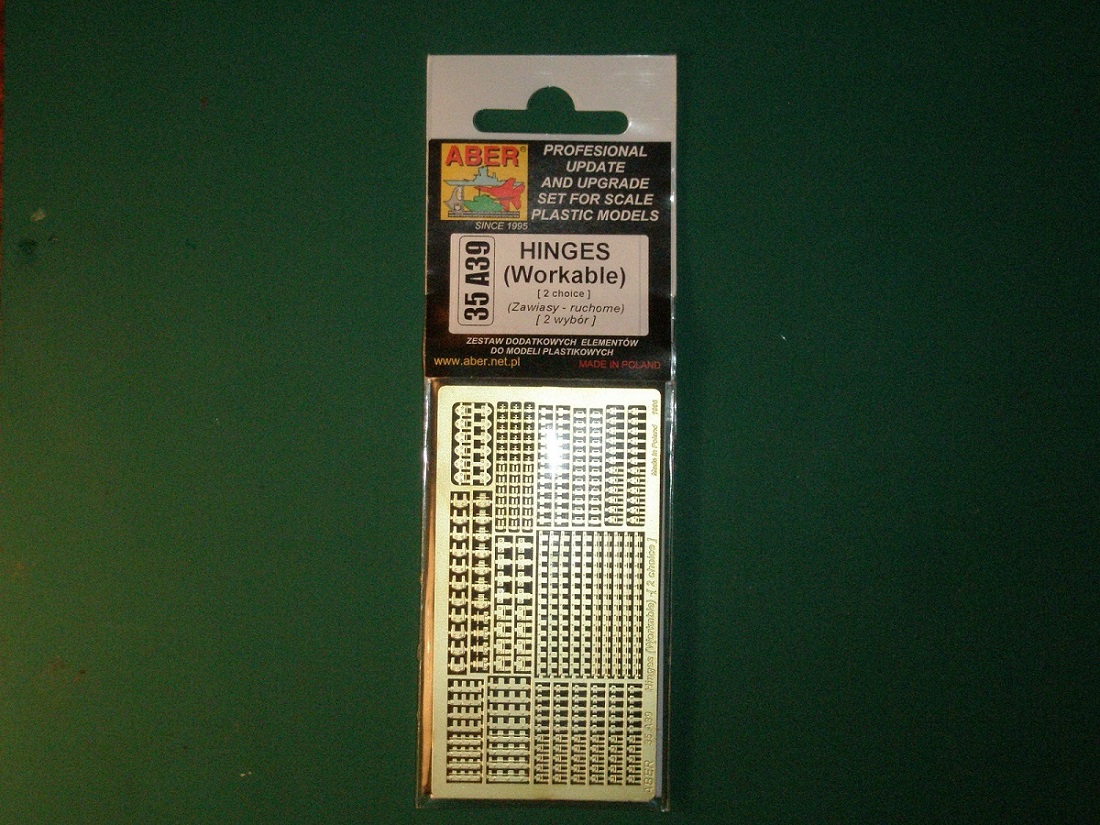 ABER®
SINCE 1995
PROFESIONAL
UPDATE
AND UPGRADE
SET FOR SCALE
PLASTIC MODELS
35 A39
HINGES
(Workable)
[ 2 choice ]
(Zawiasy - ruchome)
[ 2 wybór ]
ZESTAW DODATKOWYCH ELEMENTÓW
DO MODELI PLASTIKOWYCH
www.aber.net.pl
MADE IN POLAND
ABER 35 A39 Hinges (Workable) -[ 2 choice ] Made in Poland